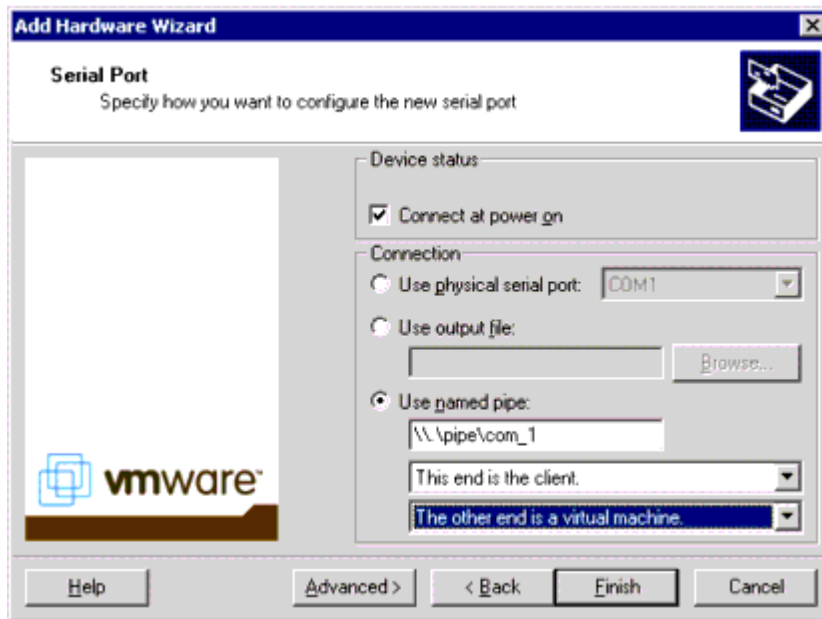 Add Hardware Wizard
Serial Port
Specify how you want to configure the new serial port
Device status
Connect at power on
Connection
Use physical serial port: COM1
Use output file:
Browse...
Use named pipe:
\\.\pipe\com_1
This end is the client.
The other end is a virtual machine.
vmware™
Help Advanced > < Back Finish Cancel